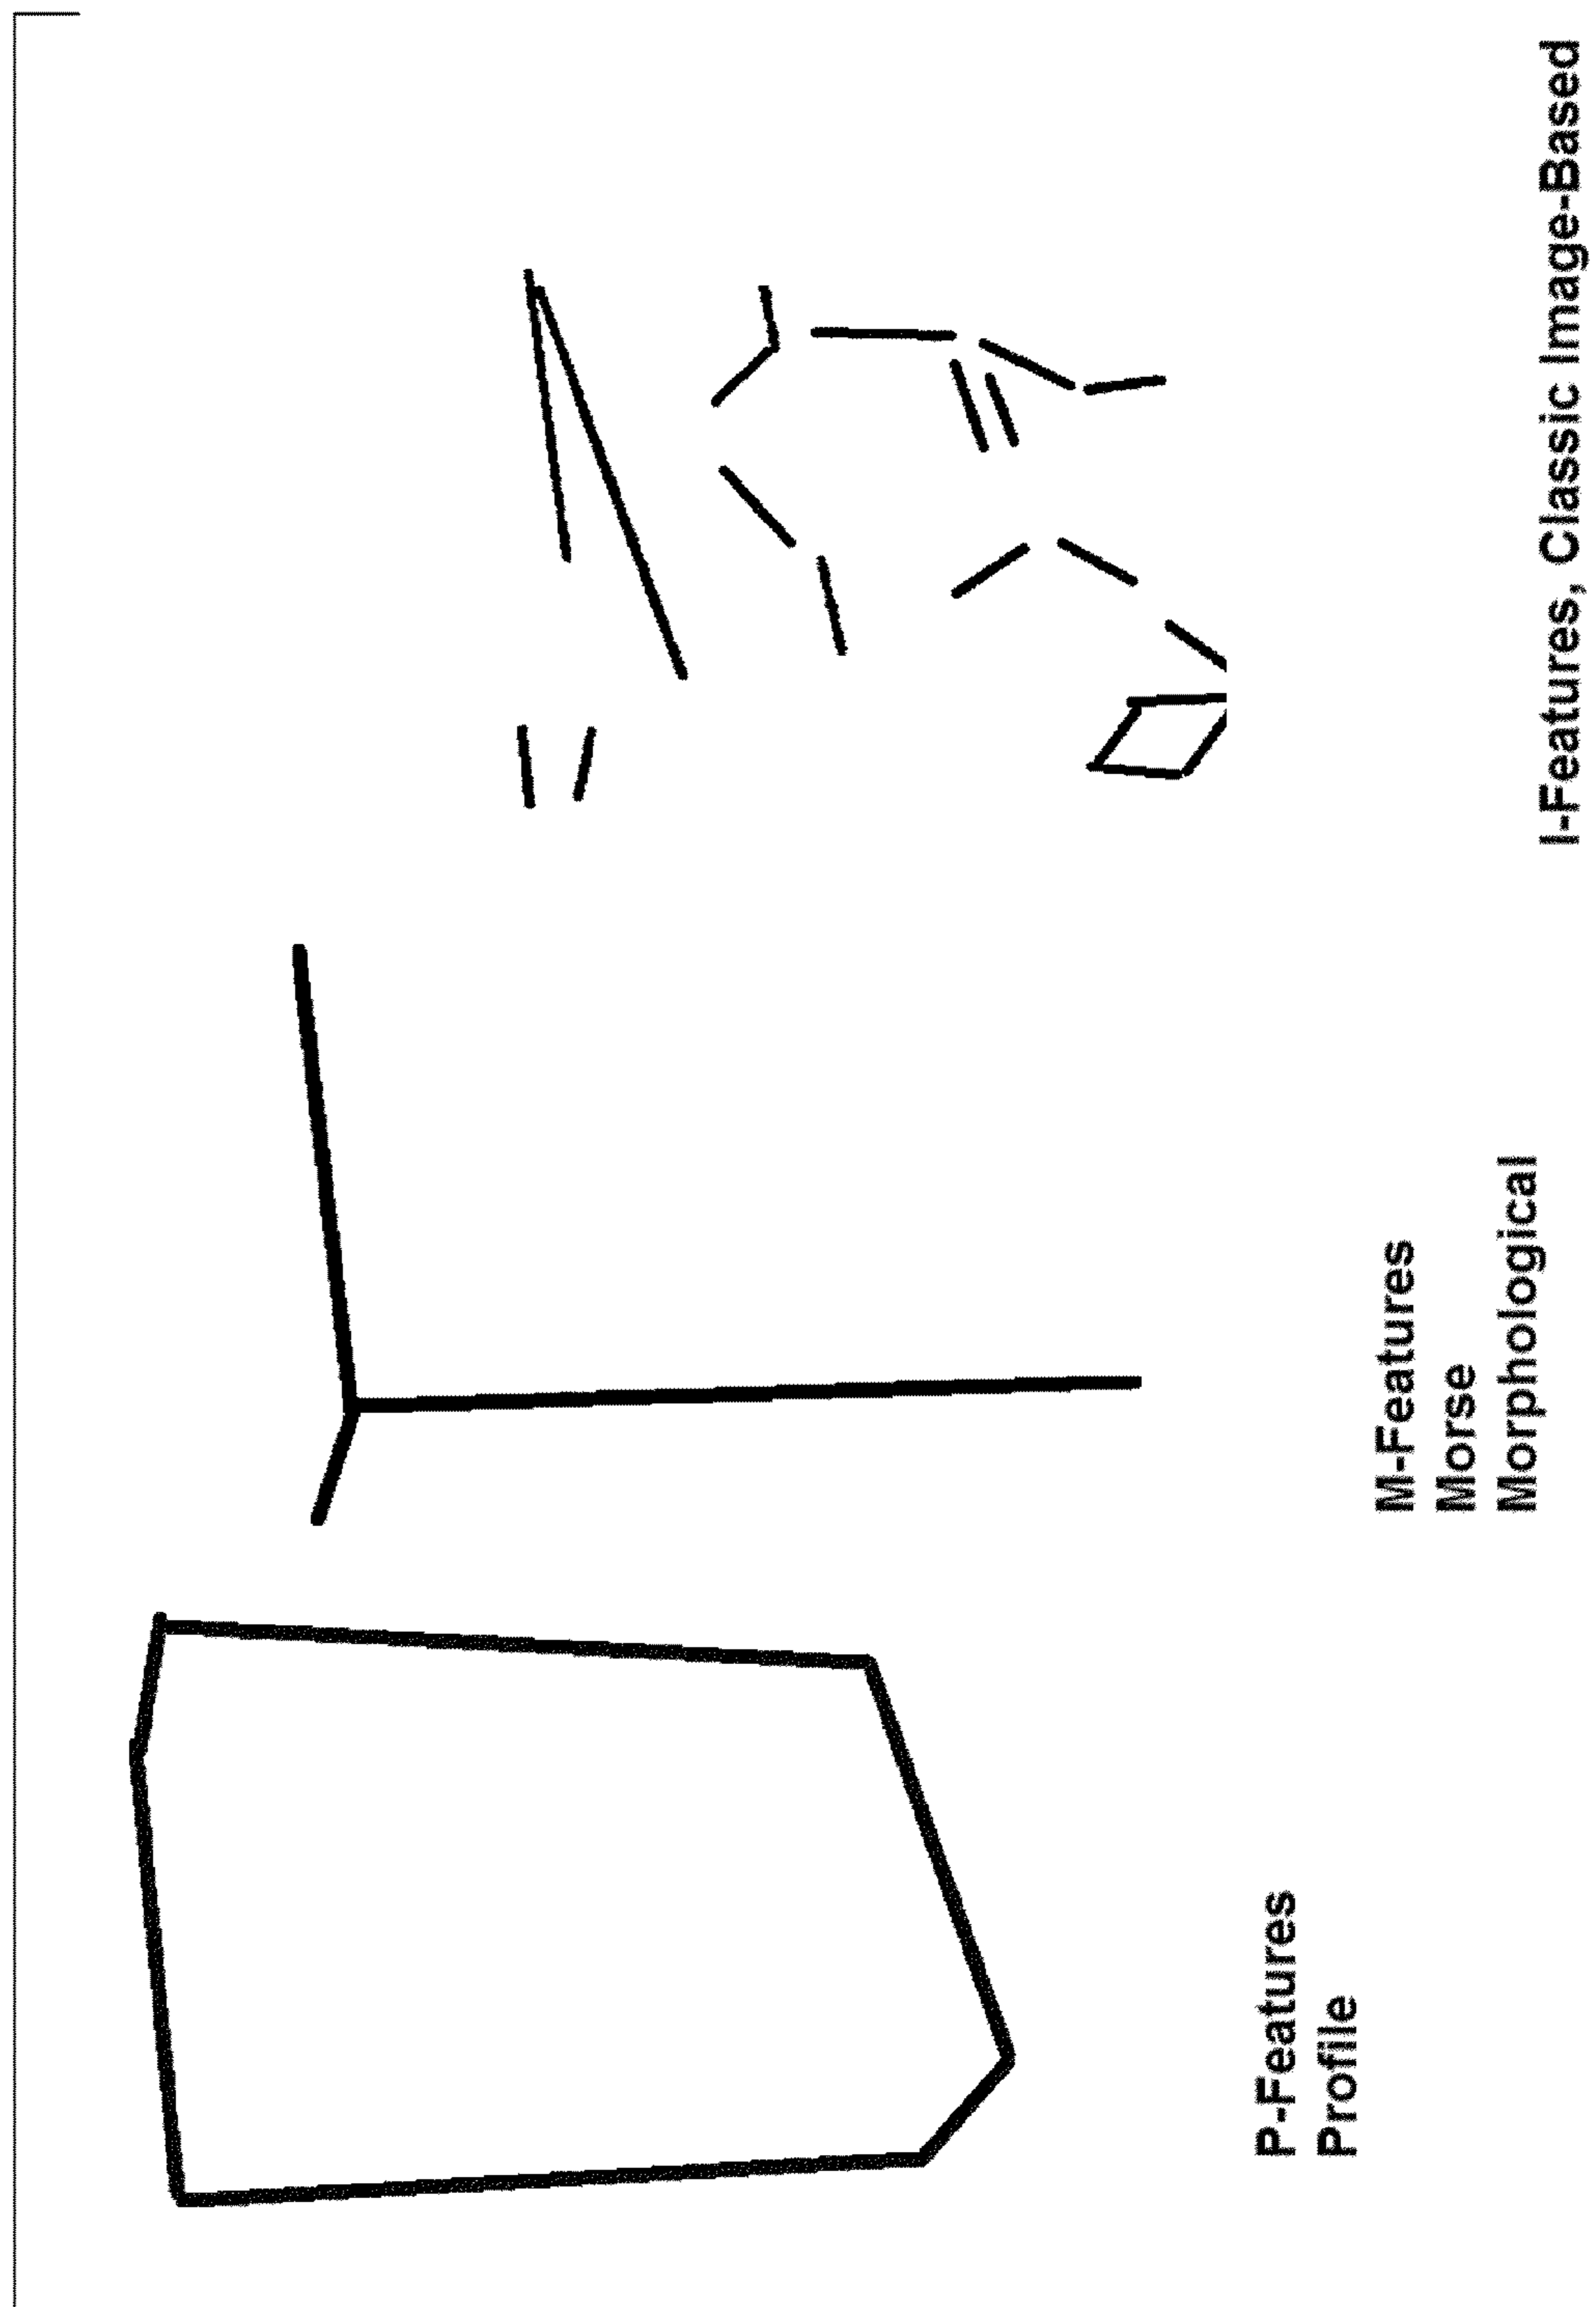 P-Features
Profile
M-Features
Morse
Morphological
I-Features, Classic Image-Based